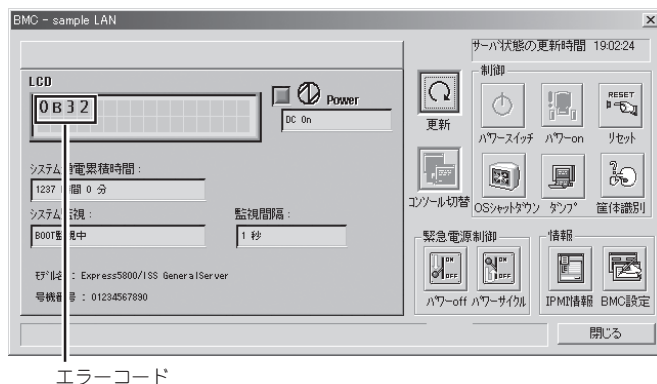 BMC - sample LAN
サーバ状態の更新時間 19:02:24
LCD
0B32
Power
DC On
更新
制御
パワースイッチ パワーon リセット
RESET
コンソール切替
OSシャットダウン ダンプ 筐体識別
システム通電累積時間:
1237 時間 0 分
システム監視:
監視間隔:
BOOT監視中
1 秒
モデル名 : Express5800/ISS GeneralServer
号機番号 : 01234567890
緊急電源制御
情報
ON
OFF
ON
OFF
パワーoff パワーサイクル
IPMI情報 BMC設定
閉じる
エラーコード